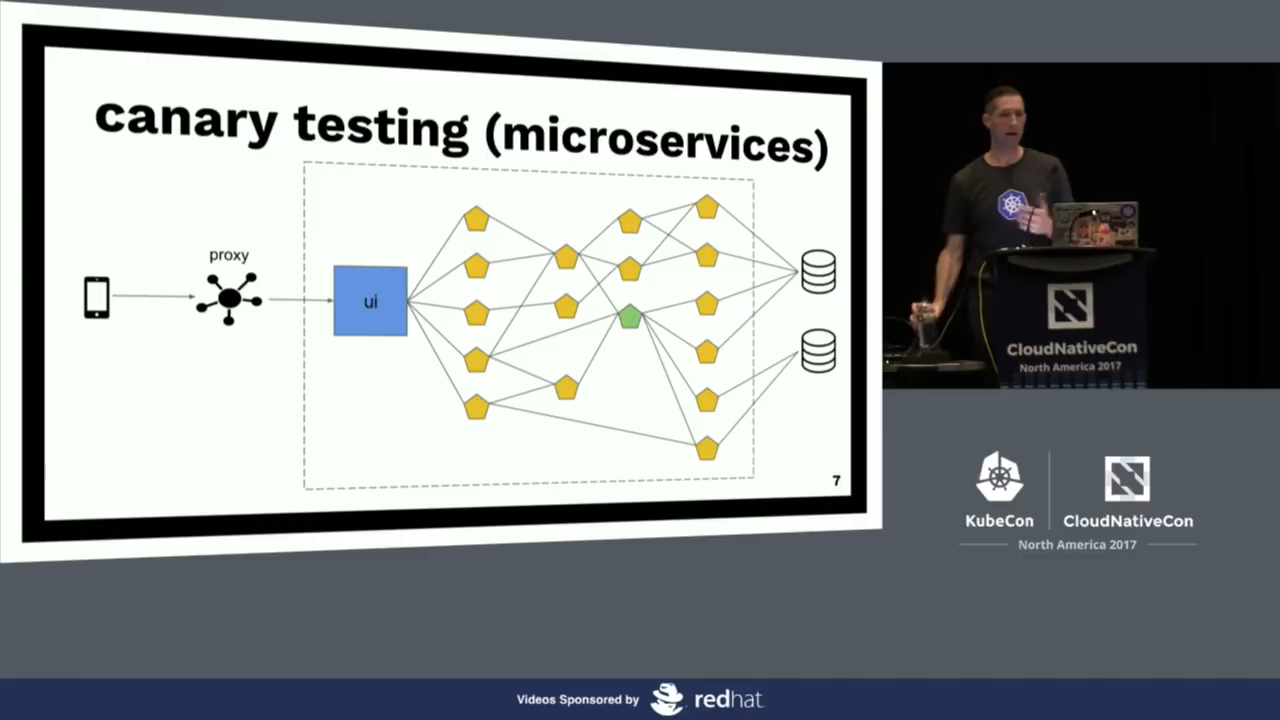 canary testing (microservices)
proxy
ui
7
CloudNativeCon
North America 2017
KubeCon
CloudNativeCon
North America 2017
Videos Sponsored by
redhat